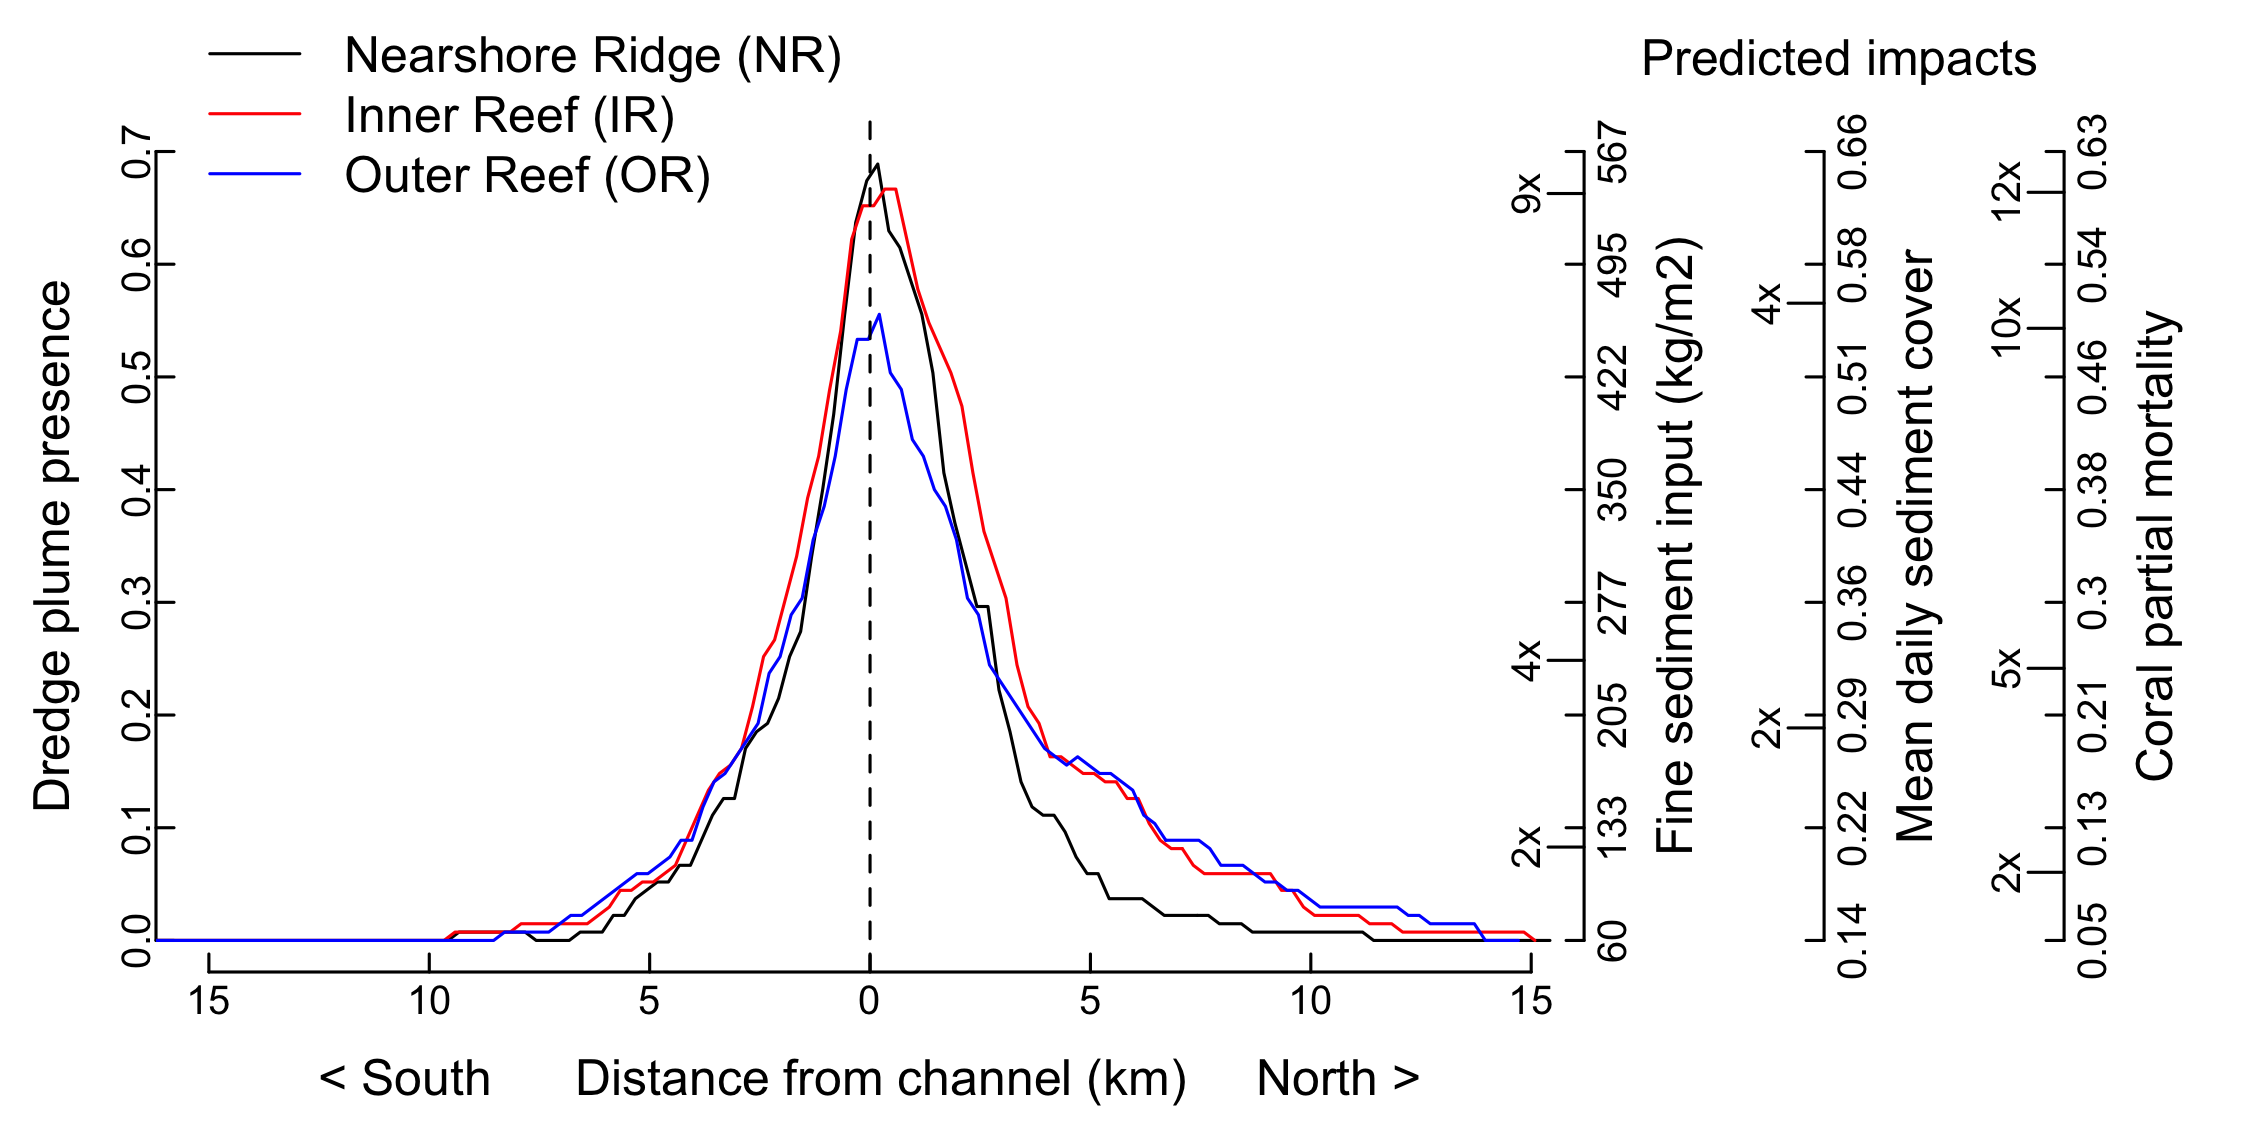 Nearshore Ridge (NR)
Inner Reef (IR)
Outer Reef (OR)
Predicted impacts
Dredge plume presence
0.0 0.1 0.2 0.3 0.4 0.5 0.6 0.7
15 10 5 0 5 10 15
< South Distance from channel (km) North >
2x 4x 9x
60 133 205 277 350 422 495 567
Fine sediment input (kg/m2)
2x 4x
0.14 0.22 0.29 0.36 0.44 0.51 0.58 0.66
Mean daily sediment cover
2x 5x 10x 12x
0.05 0.13 0.21 0.3 0.38 0.46 0.54 0.63
Coral partial mortality